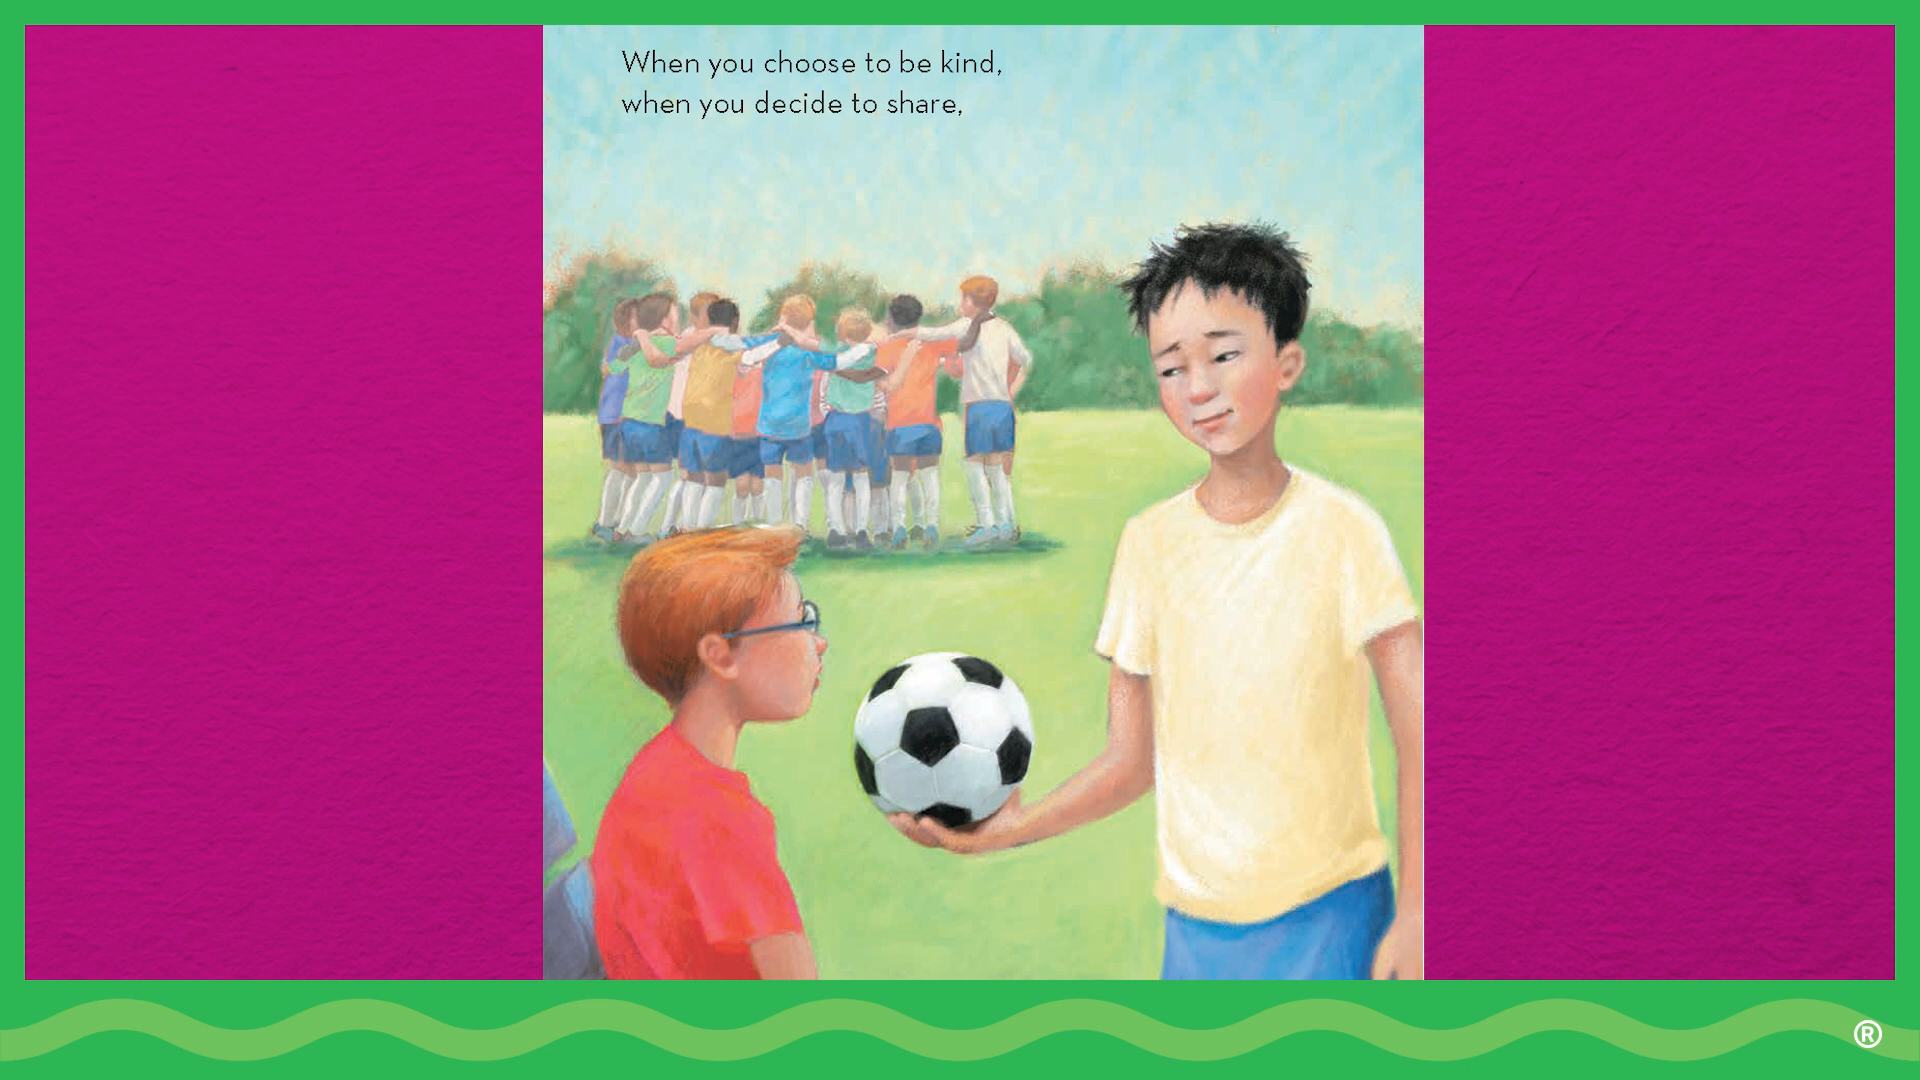 When you choose to be kind,
when you decide to share,
®